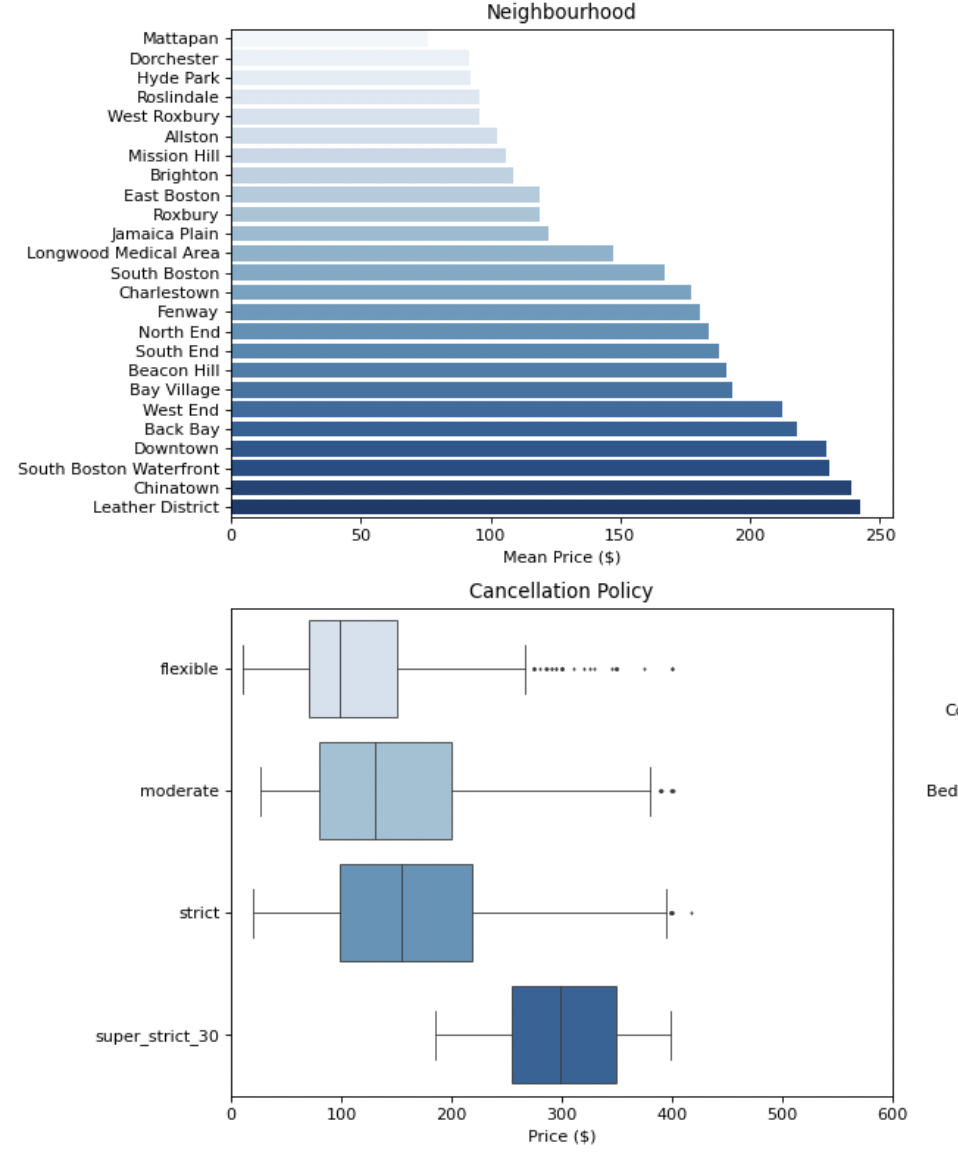 Neighbourhood
Mattapan
Dorchester
Hyde Park
Roslindale
West Roxbury
Allston
Mission Hill
Brighton
East Boston
Roxbury
Jamaica Plain
Longwood Medical Area
South Boston
Charlestown
Fenway
North End
South End
Beacon Hill
Bay Village
West End
Back Bay
Downtown
South Boston Waterfront
Chinatown
Leather District
0 50 100 150 200 250
Mean Price ($)
Cancellation Policy
flexible
Co
moderate
Bed
strict
super_strict_30
0 100 200 300 400 500 600
Price ($)